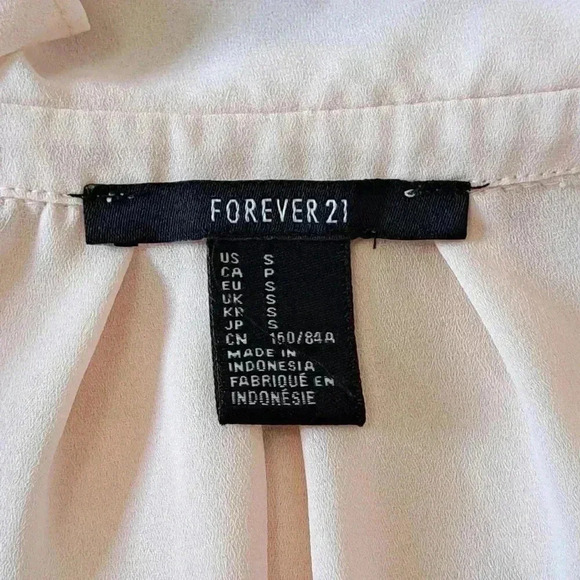 FOREVER 21
US S
CA P
EU S
UK S
KR S
JP S
CN 160/84A
MADE IN
INDONESIA
FABRIQUÉ EN
INDONÉSIE